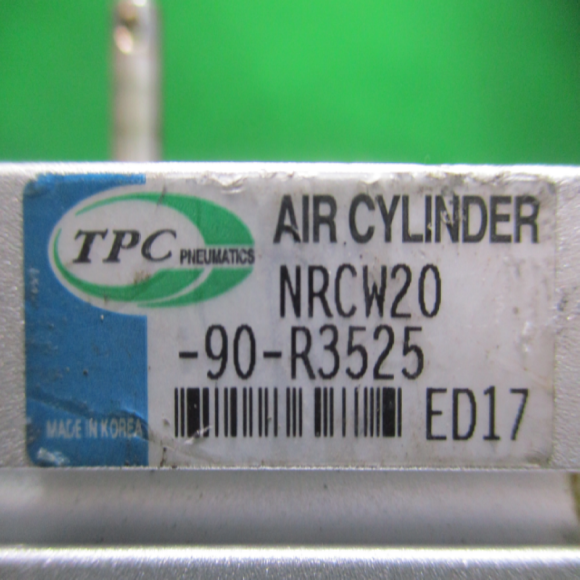 TPC PNEUMATICS
AIR CYLINDER
NRCW20
-90-R3525
ED17
MADE IN KOREA